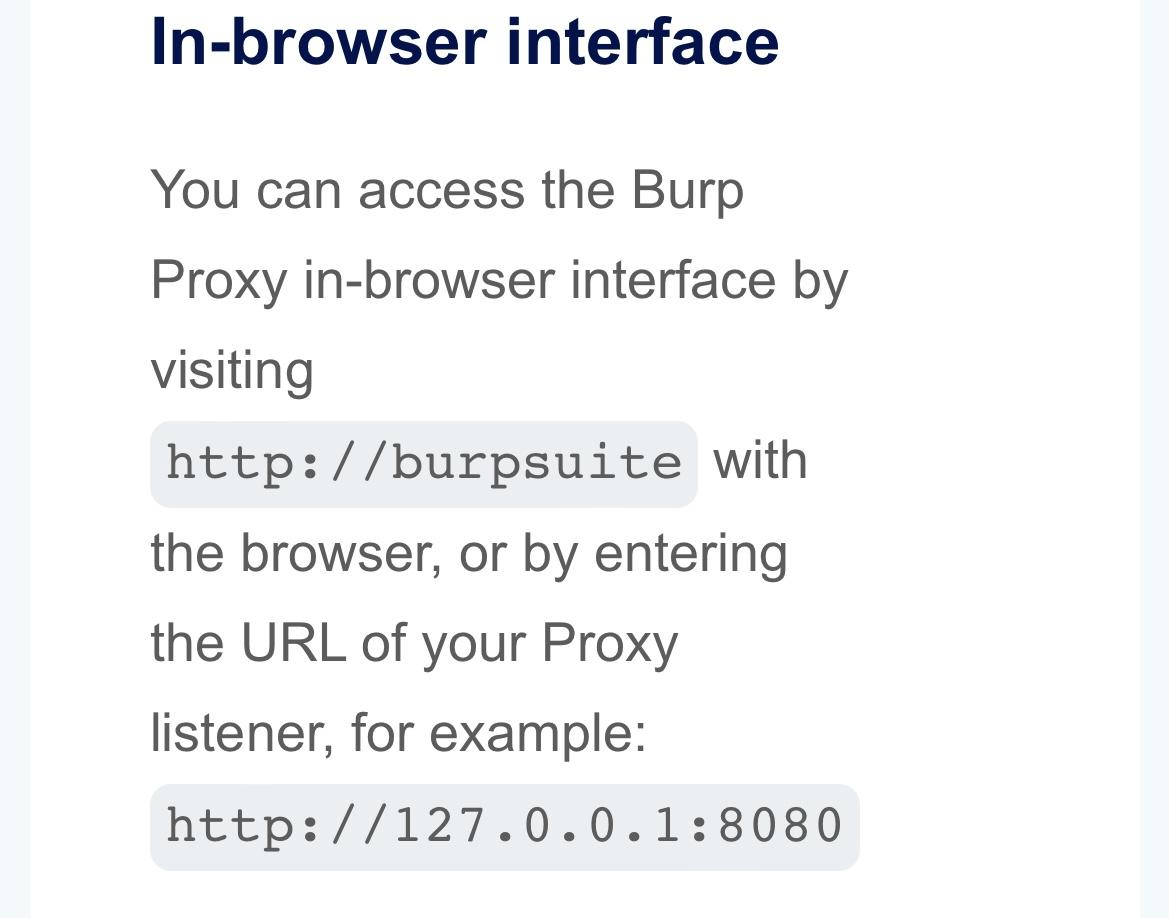 In-browser interface
You can access the Burp
Proxy in-browser interface by
visiting
http://burpsuite with
the browser, or by entering
the URL of your Proxy
listener, for example:
http://127.0.0.1:8080